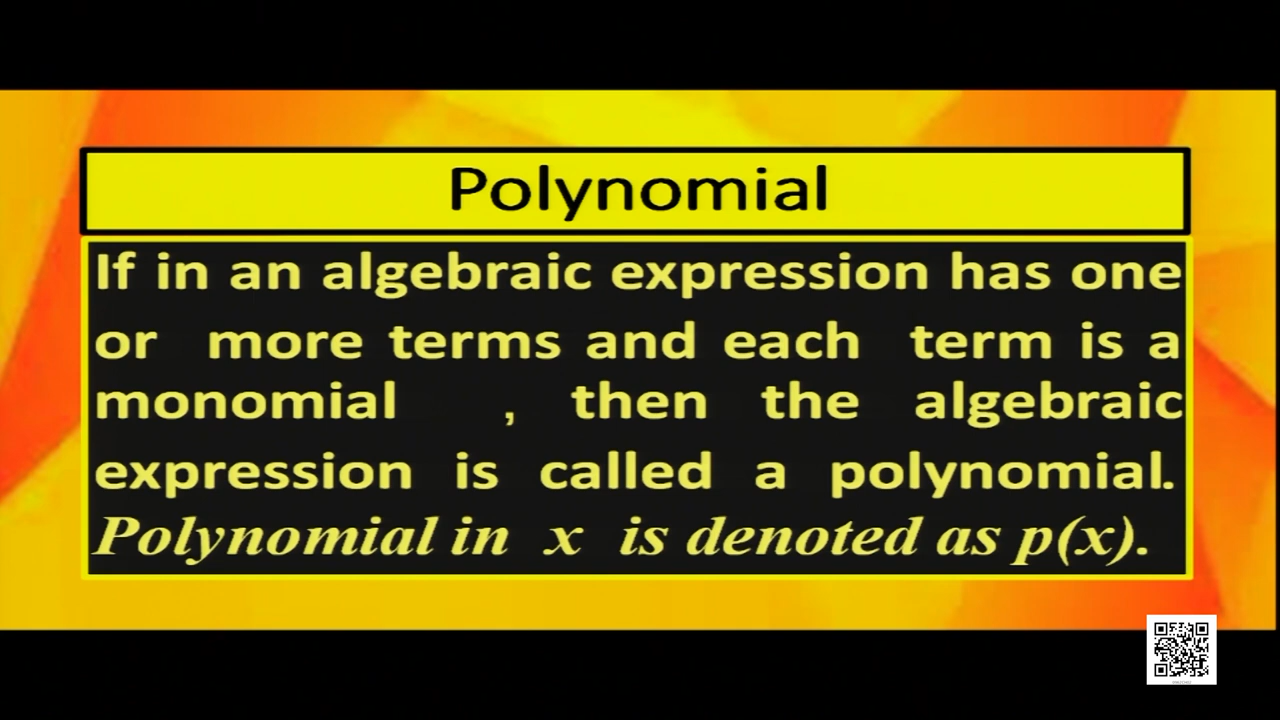 Polynomial
If in an algebraic expression has one
or more terms and each term is a
monomial , then the algebraic
expression is called a polynomial.
Polynomial in x is denoted as p(x).